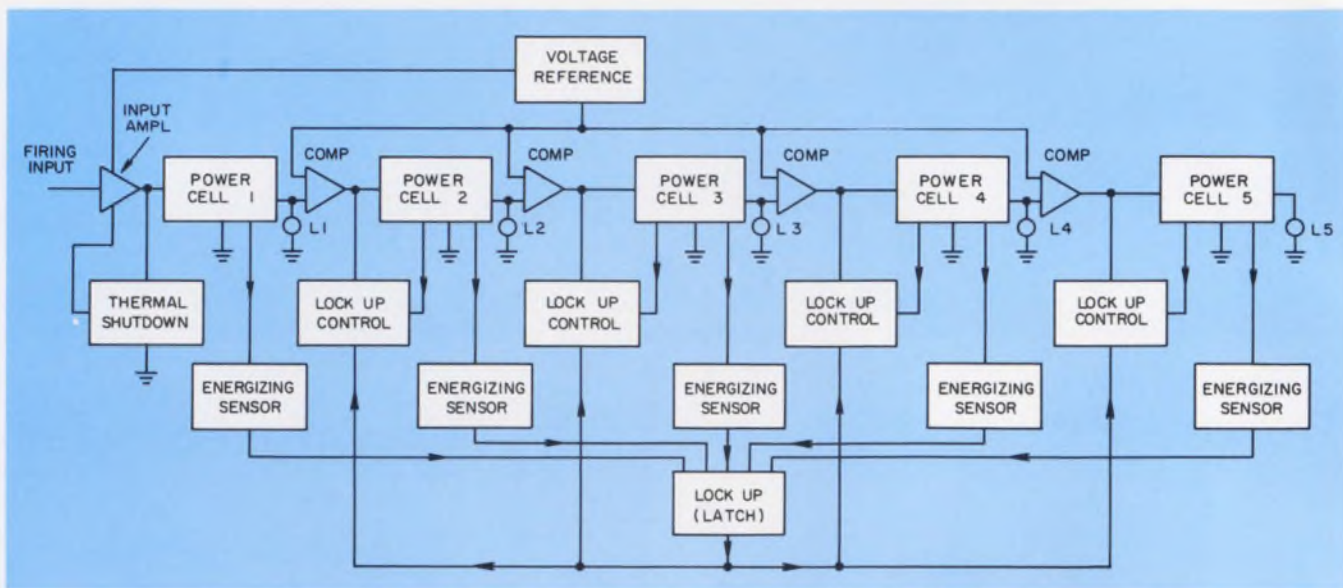 VOLTAGE
REFERENCE
INPUT
AMPL
FIRING
INPUT
COMP
COMP
COMP
COMP
POWER
CELL 1
POWER
CELL 2
POWER
CELL 3
POWER
CELL 4
POWER
CELL 5
L1
L2
L3
L4
L5
THERMAL
SHUTDOWN
LOCK UP
CONTROL
LOCK UP
CONTROL
LOCK UP
CONTROL
LOCK UP
CONTROL
ENERGIZING
SENSOR
ENERGIZING
SENSOR
ENERGIZING
SENSOR
ENERGIZING
SENSOR
ENERGIZING
SENSOR
LOCK UP
(LATCH)